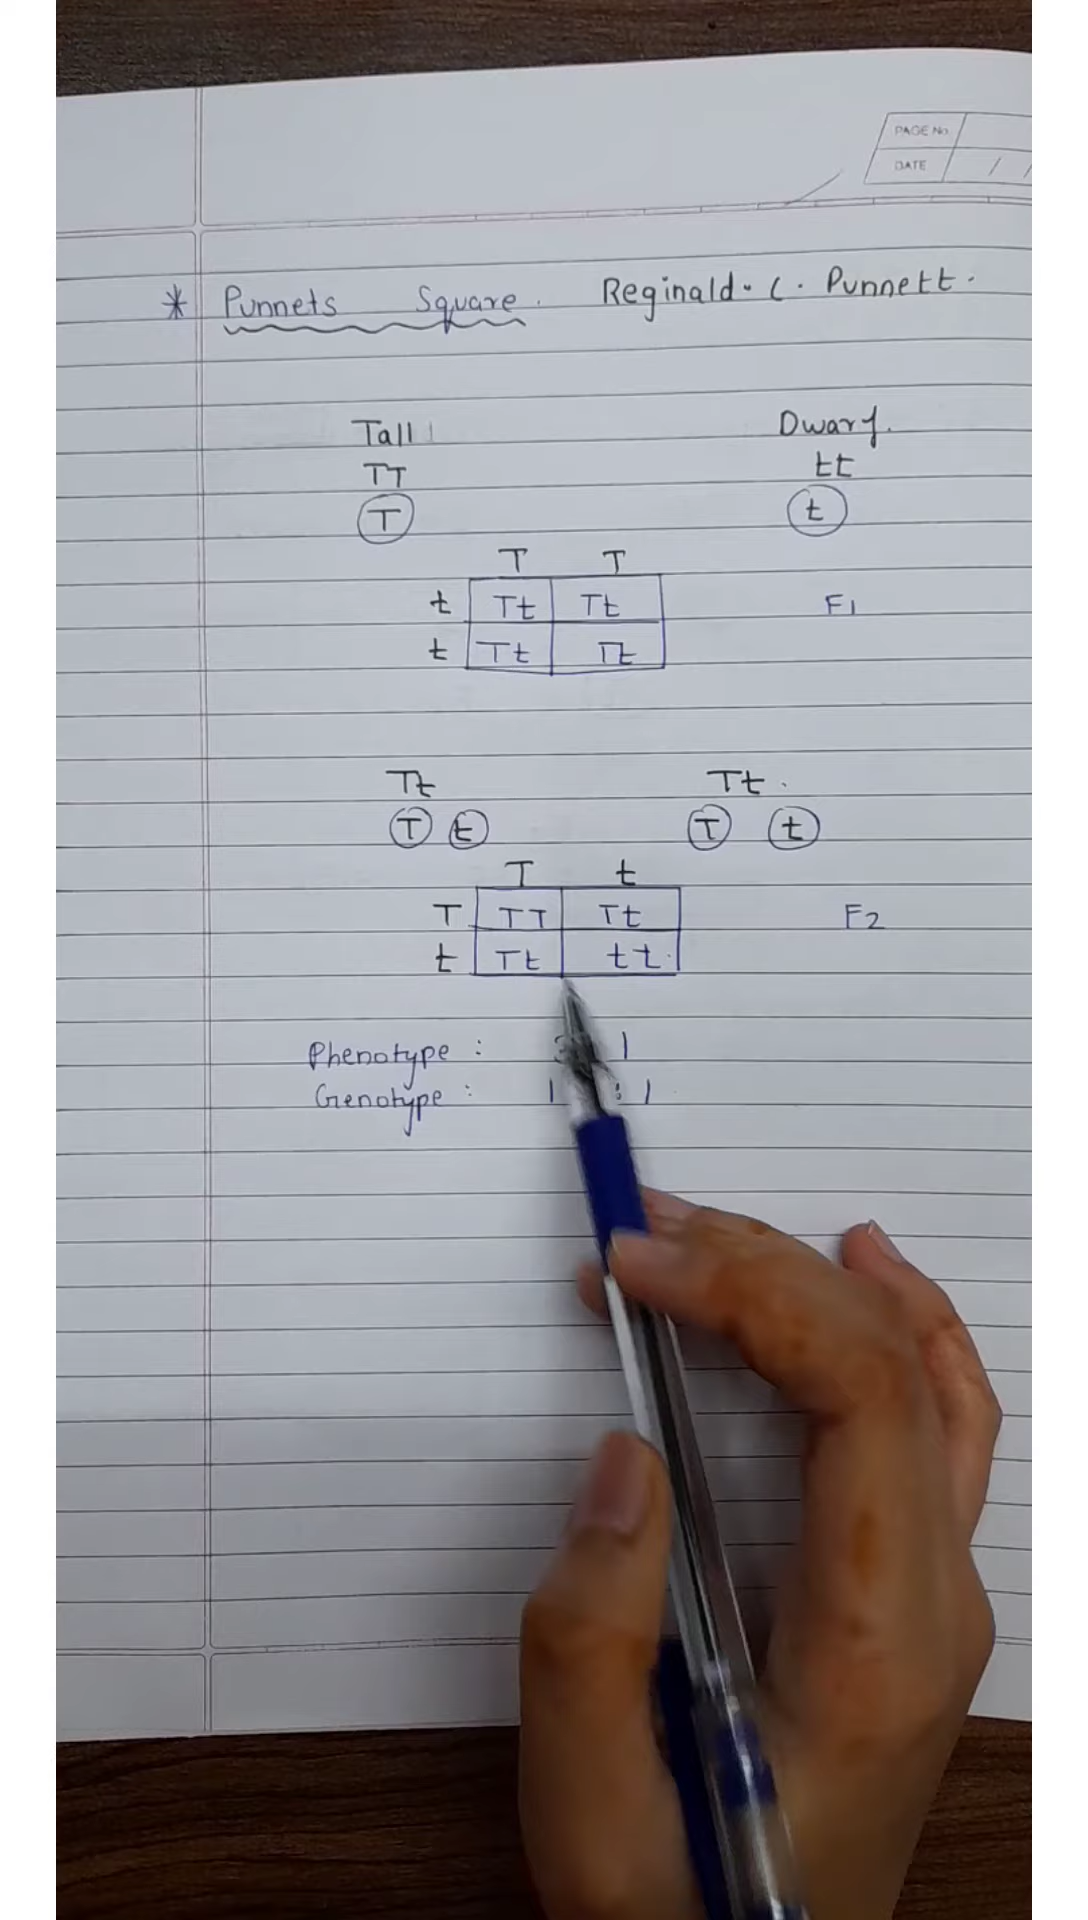 PAGE No.
DATE / /
* Punnets Square. Reginald. C. Punnett.
Tall Dwarf.
TT tt
T t
T T
t Tt Tt F1
t Tt Tt
Tt Tt.
T t T t
T t
T TT Tt F2
t Tt tt.
Phenotype : 1
Genotype : 1 : 1